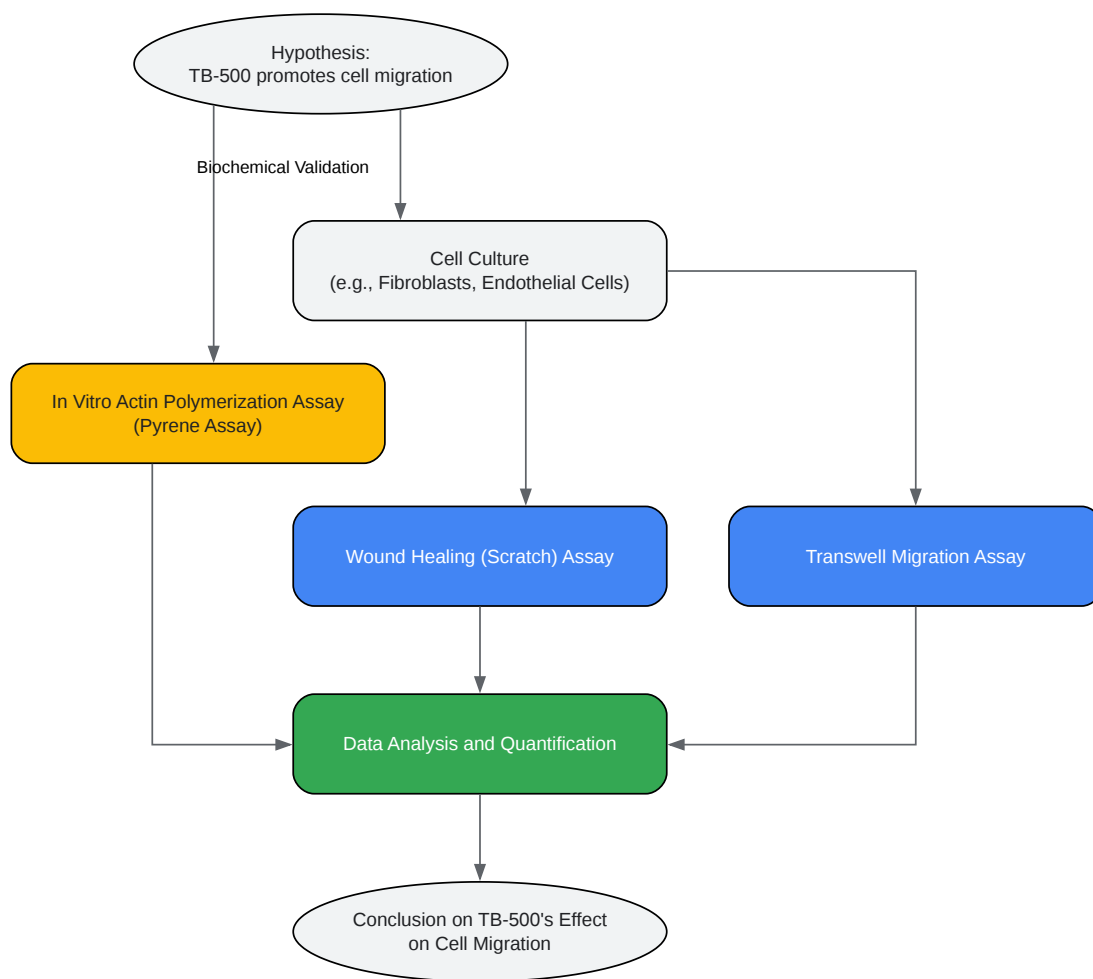 Hypothesis:
TB-500 promotes cell migration
Biochemical Validation
Cell Culture
(e.g., Fibroblasts, Endothelial Cells)
In Vitro Actin Polymerization Assay
(Pyrene Assay)
Wound Healing (Scratch) Assay
Transwell Migration Assay
Data Analysis and Quantification
Conclusion on TB-500's Effect
on Cell Migration